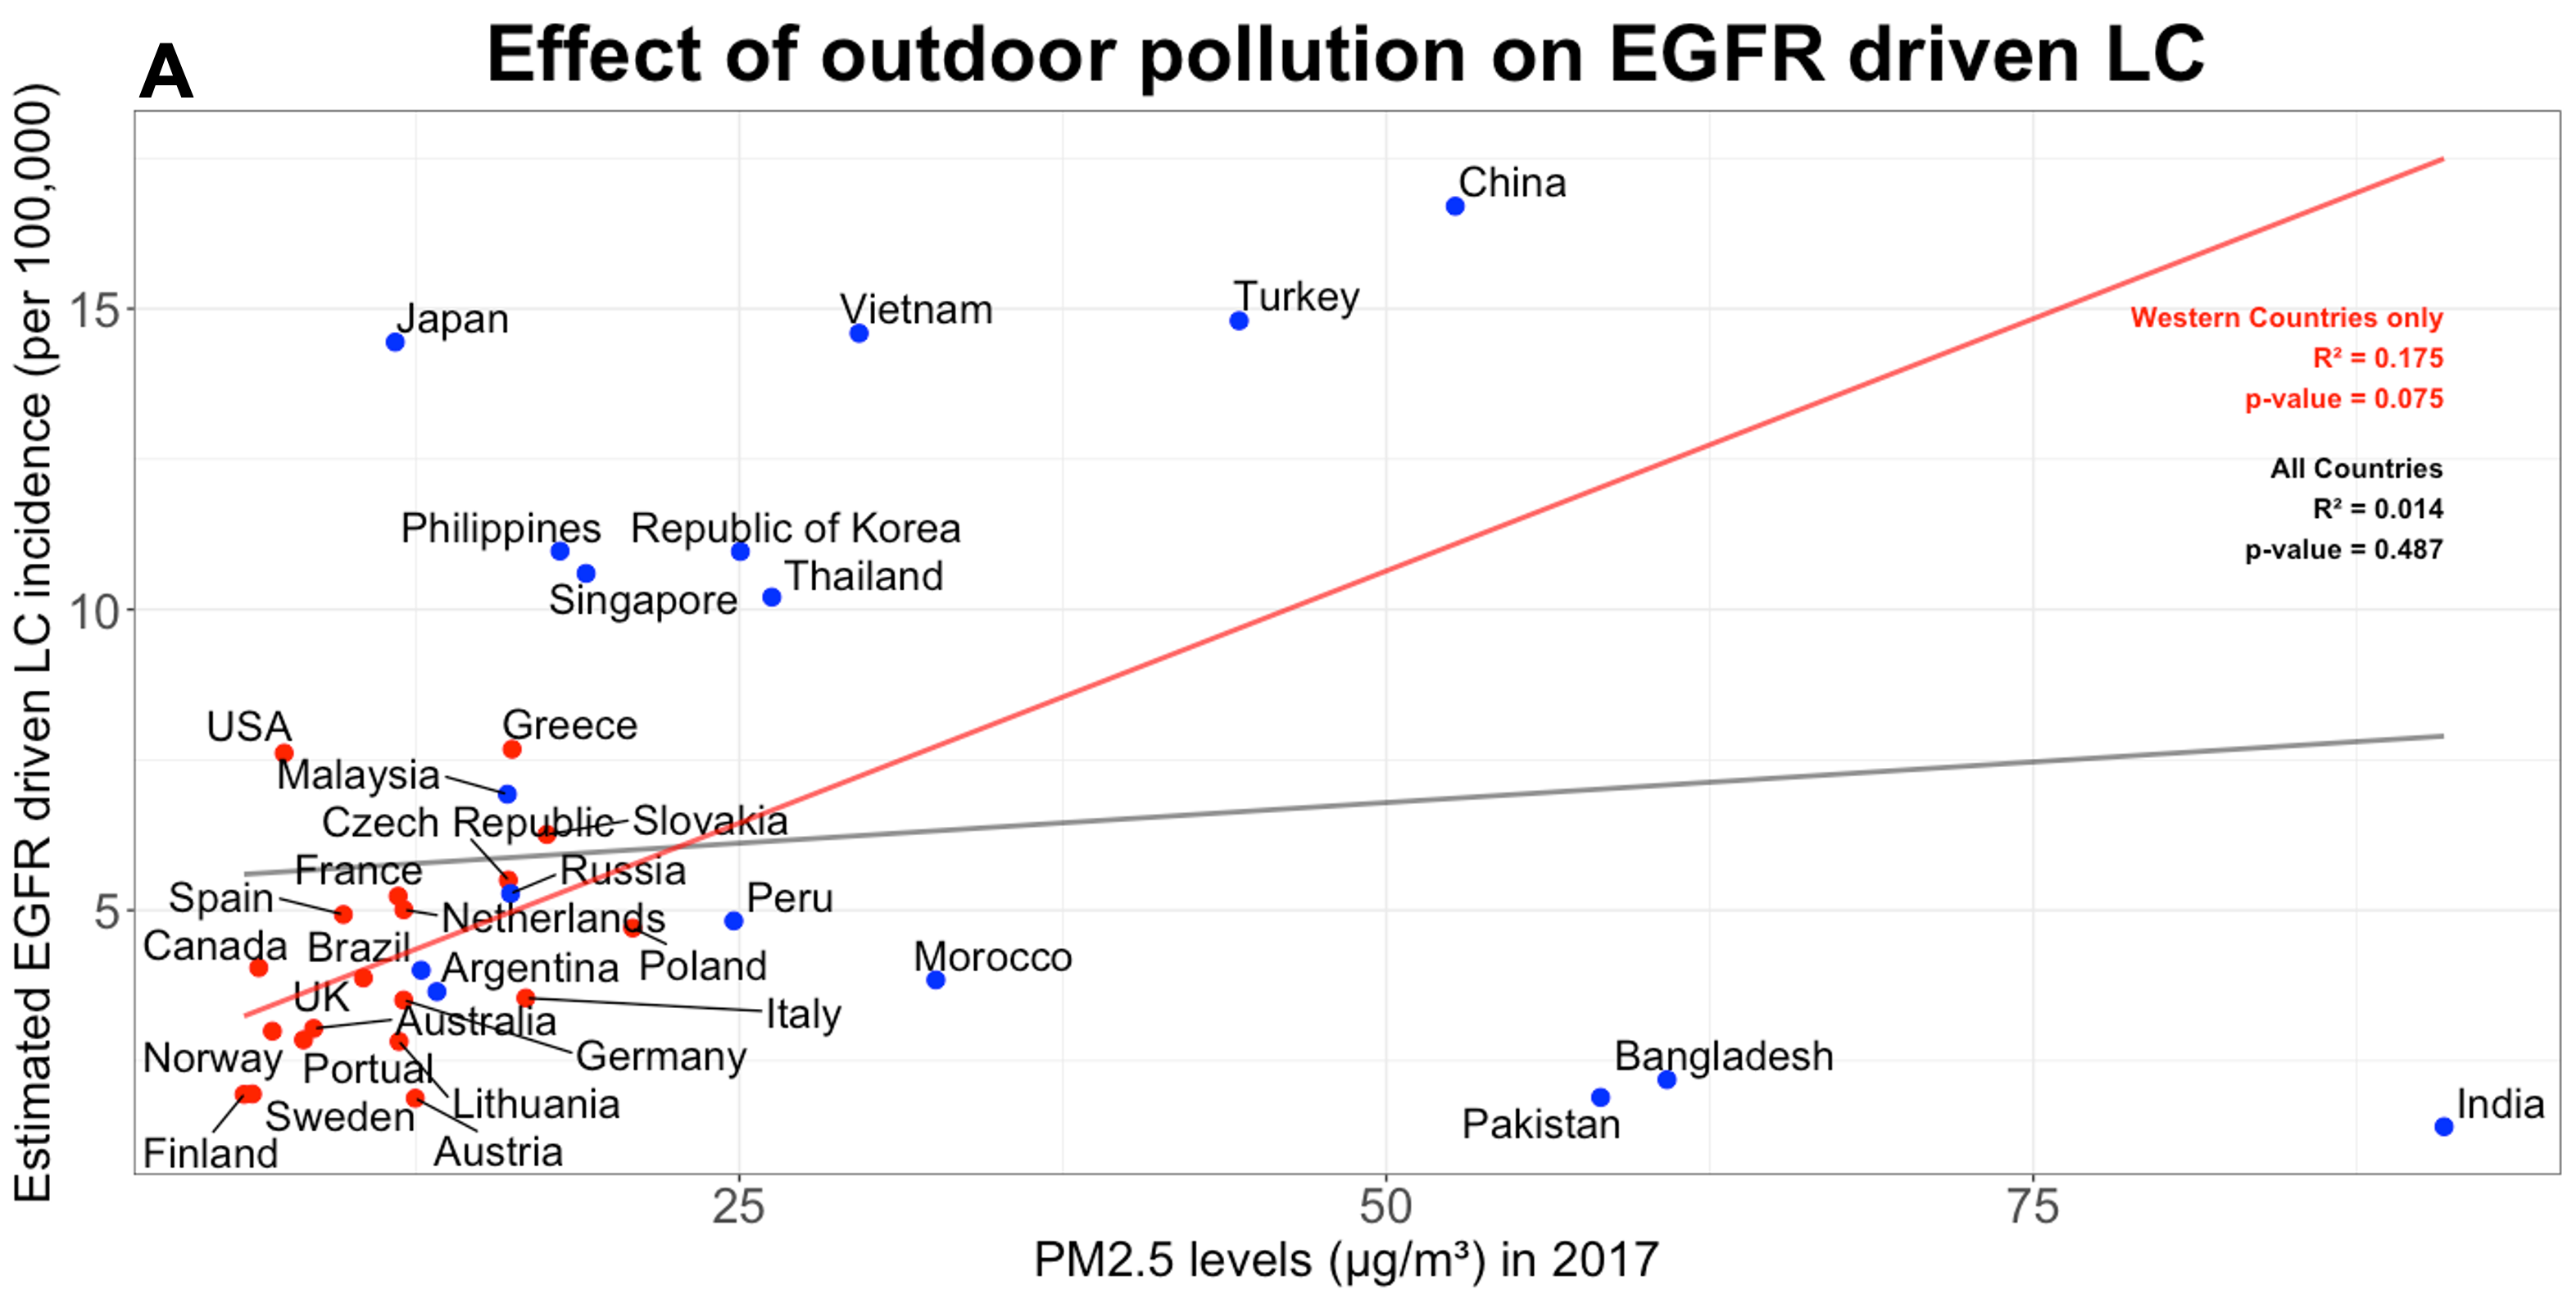 A
Effect of outdoor pollution on EGFR driven LC
Estimated EGFR driven LC incidence (per 100,000)
15
10
5
China
Turkey
Vietnam
Japan
Western Countries only
R² = 0.175
p-value = 0.075
All Countries
R² = 0.014
p-value = 0.487
Philippines
Republic of Korea
Thailand
Singapore
USA
Greece
Malaysia
Czech Republic
Slovakia
France
Russia
Spain
Netherlands
Peru
Canada
Brazil
Argentina
Poland
Morocco
UK
Italy
Australia
Norway
Portual
Germany
Bangladesh
Sweden
Lithuania
Pakistan
India
Finland
Austria
25
50
75
PM2.5 levels (µg/m³) in 2017